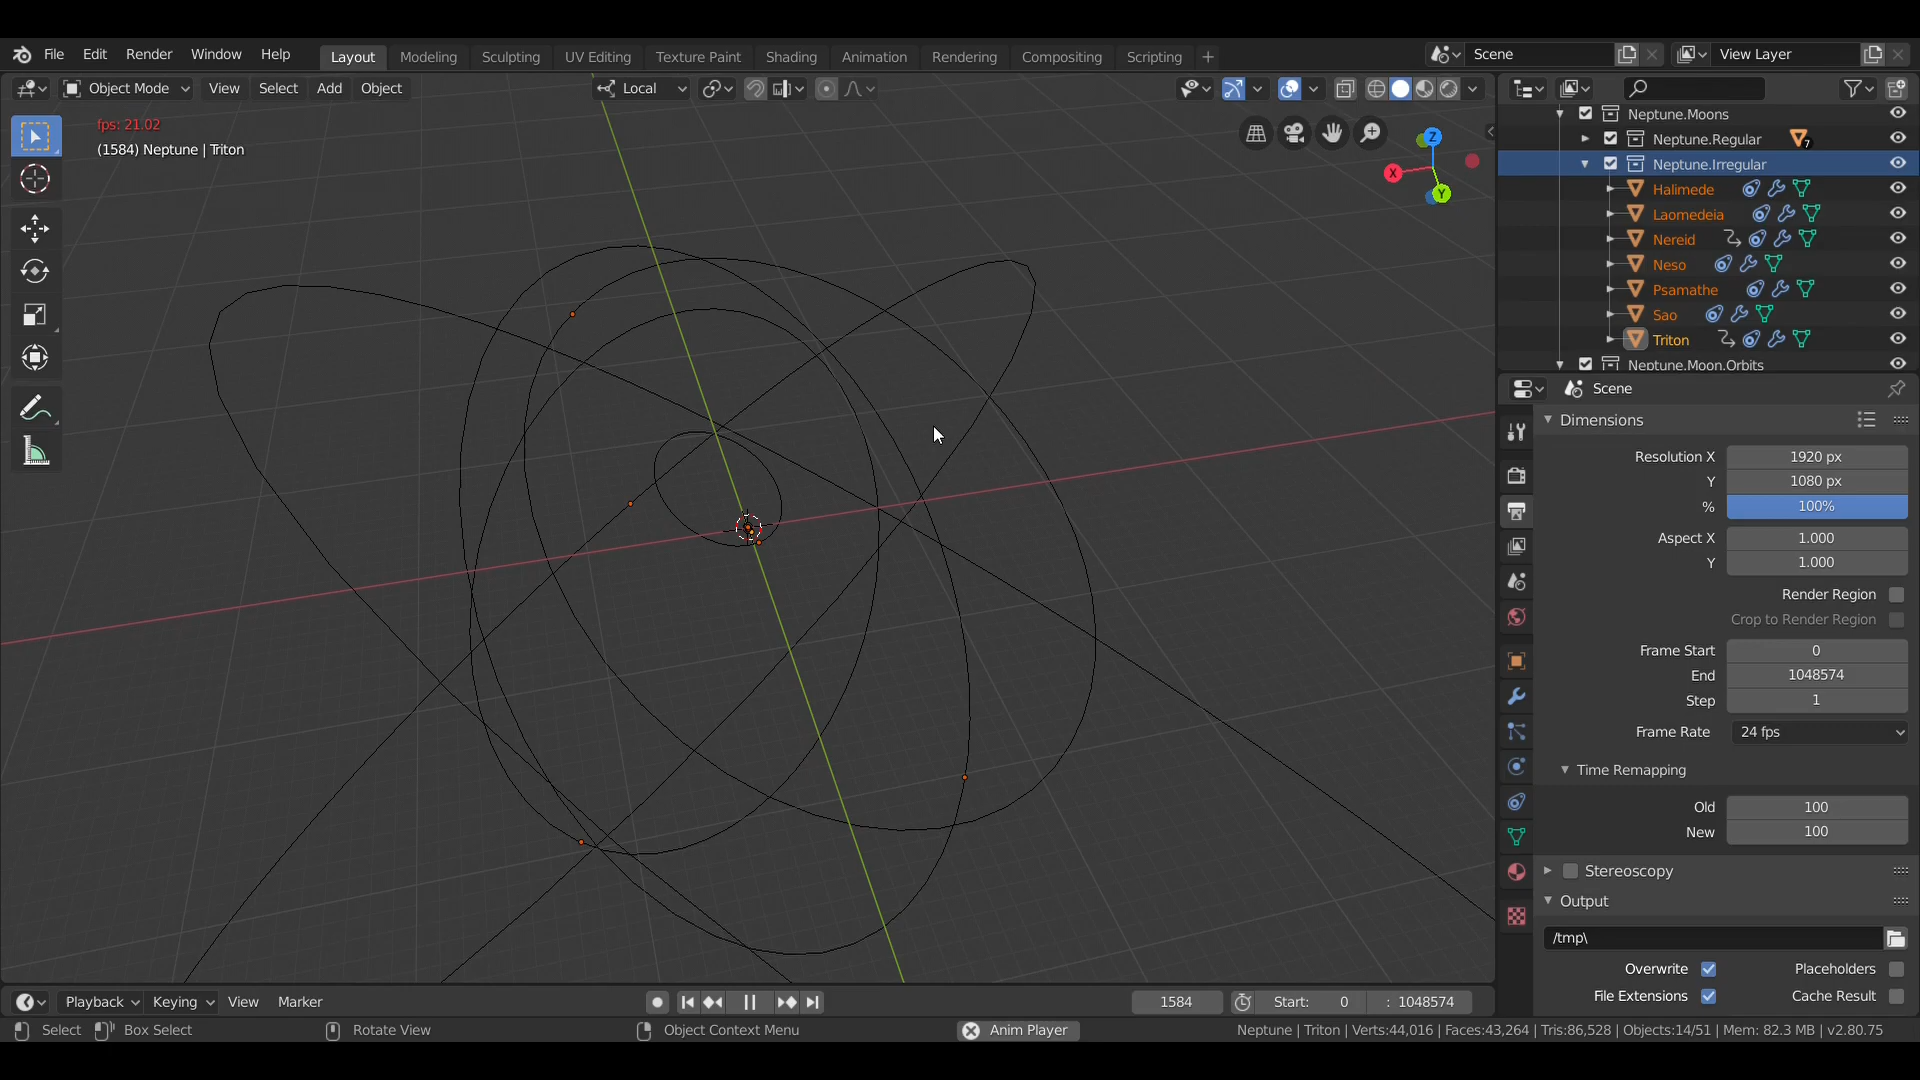 File Edit Render Window Help Layout Modeling Sculpting UV Editing Texture Paint Shading Animation Rendering Compositing Scripting + Scene View Layer
Object Mode View Select Add Object Local
fps: 21.02
(1584) Neptune | Triton
Z
X
Y
Neptune.Moons
Neptune.Regular 7
Neptune.Irregular
Halimede
Laomedeia
Nereid
Neso
Psamathe
Sao
Triton
Neptune.Moon.Orbits
Scene
Dimensions
Resolution X 1920 px
Y 1080 px
% 100%
Aspect X 1.000
Y 1.000
Render Region
Crop to Render Region
Frame Start 0
End 1048574
Step 1
Frame Rate 24 fps
Time Remapping
Old 100
New 100
Stereoscopy
Output
/tmp\
Overwrite Placeholders
File Extensions Cache Result
Playback Keying View Marker 1584 Start: 0 : 1048574
Select Box Select Rotate View Object Context Menu Anim Player Neptune | Triton | Verts:44,016 | Faces:43,264 | Tris:86,528 | Objects:14/51 | Mem: 82.3 MB | v2.80.75